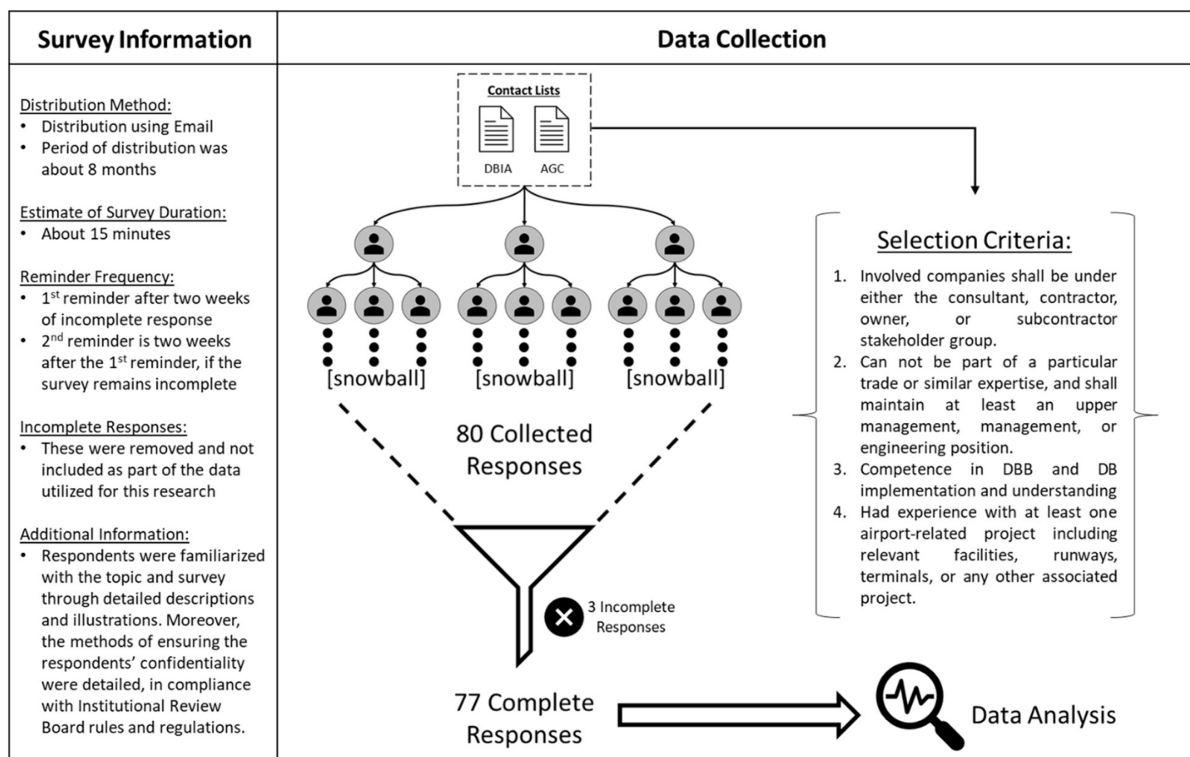 Survey Information
Distribution Method:
• Distribution using Email
• Period of distribution was
about 8 months
Estimate of Survey Duration:
• About 15 minutes
Reminder Frequency:
• 1st reminder after two weeks
of incomplete response
• 2nd reminder is two weeks
after the 1st reminder, if the
survey remains incomplete
Incomplete Responses:
• These were removed and not
included as part of the data
utilized for this research
Additional Information:
• Respondents were familiarized
with the topic and survey
through detailed descriptions
and illustrations. Moreover,
the methods of ensuring the
respondents’ confidentiality
were detailed, in compliance
with Institutional Review
Board rules and regulations.
Data Collection
Contact Lists
DBIA AGC
[snowball] [snowball] [snowball]
80 Collected
Responses
3 Incomplete
Responses
77 Complete
Responses
Data Analysis
Selection Criteria:
1. Involved companies shall be under
either the consultant, contractor,
owner, or subcontractor
stakeholder group.
2. Can not be part of a particular
trade or similar expertise, and shall
maintain at least an upper
management, management, or
engineering position.
3. Competence in DBB and DB
implementation and understanding
4. Had experience with at least one
airport-related project including
relevant facilities, runways,
terminals, or any other associated
project.